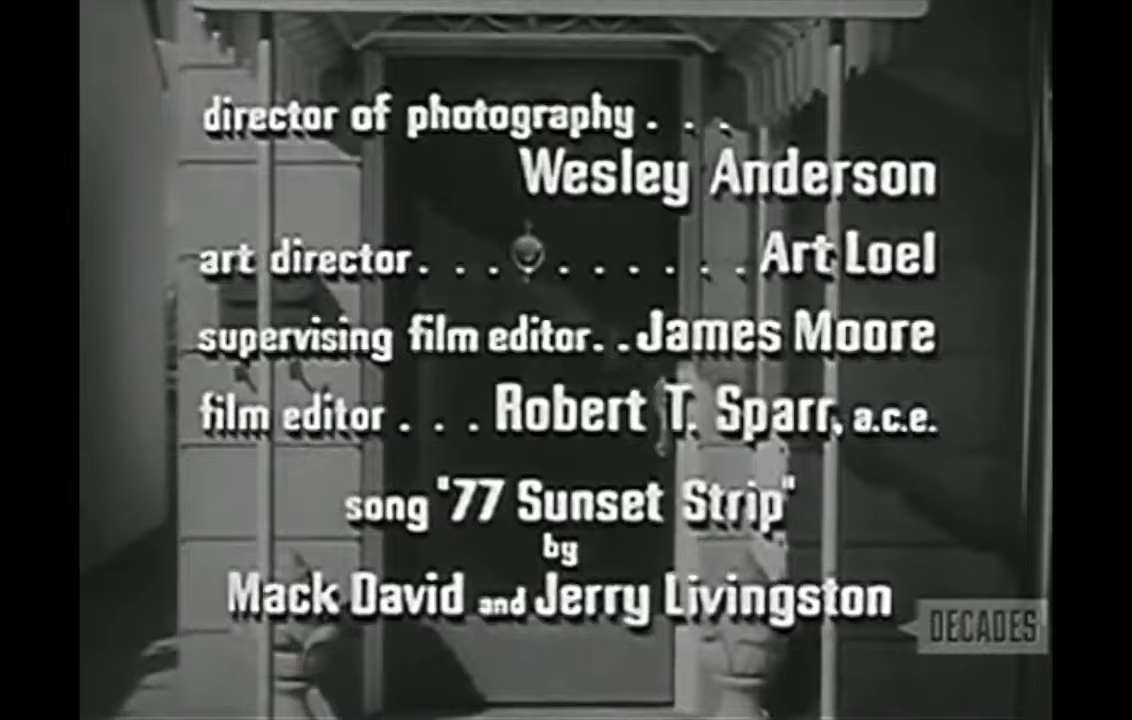 director of photography . . .
Wesley Anderson
art director . . . . . . . . . Art Loel
supervising film editor . . James Moore
film editor . . . Robert T. Sparr, a.c.e.
song "77 Sunset Strip"
by
Mack David and Jerry Livingston
DECADES